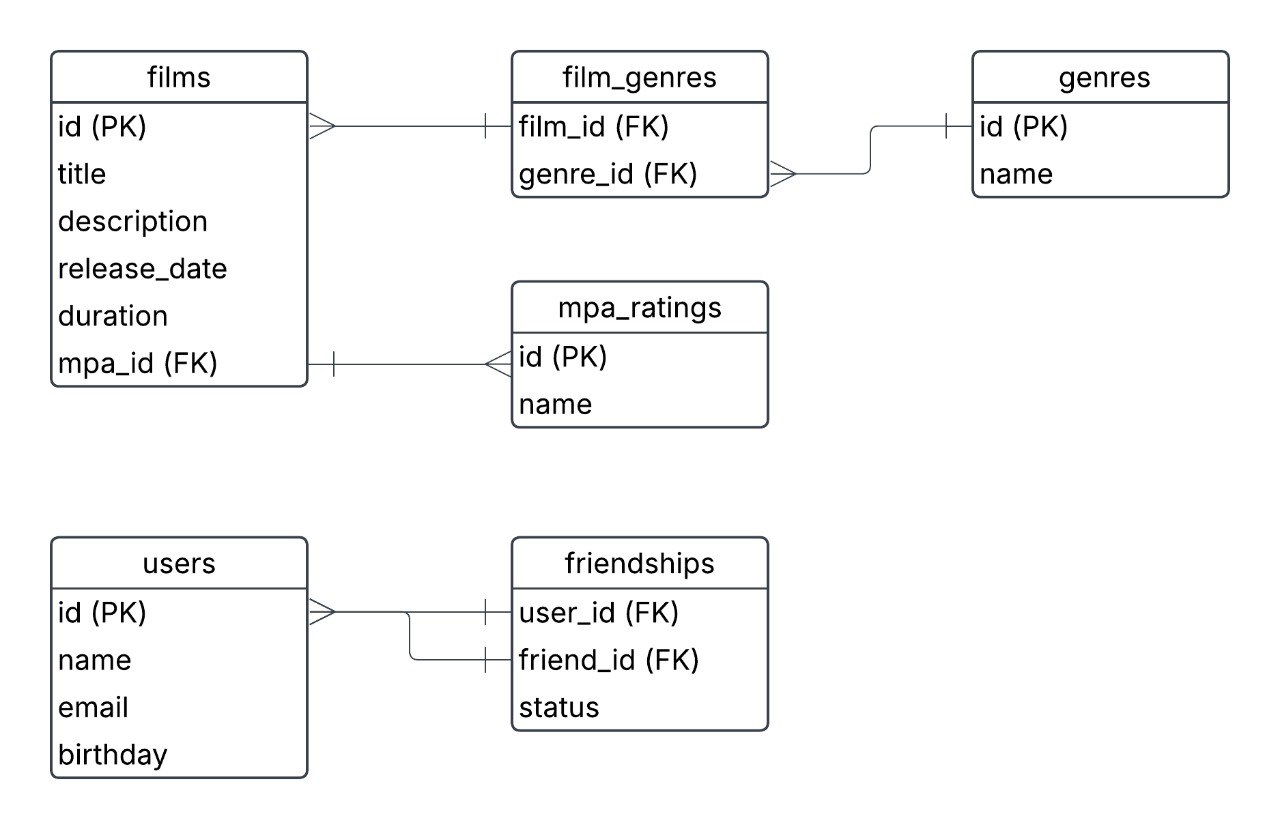 films
id (PK)
title
description
release_date
duration
mpa_id (FK)
film_genres
film_id (FK)
genre_id (FK)
genres
id (PK)
name
mpa_ratings
id (PK)
name
users
id (PK)
name
email
birthday
friendships
user_id (FK)
friend_id (FK)
status